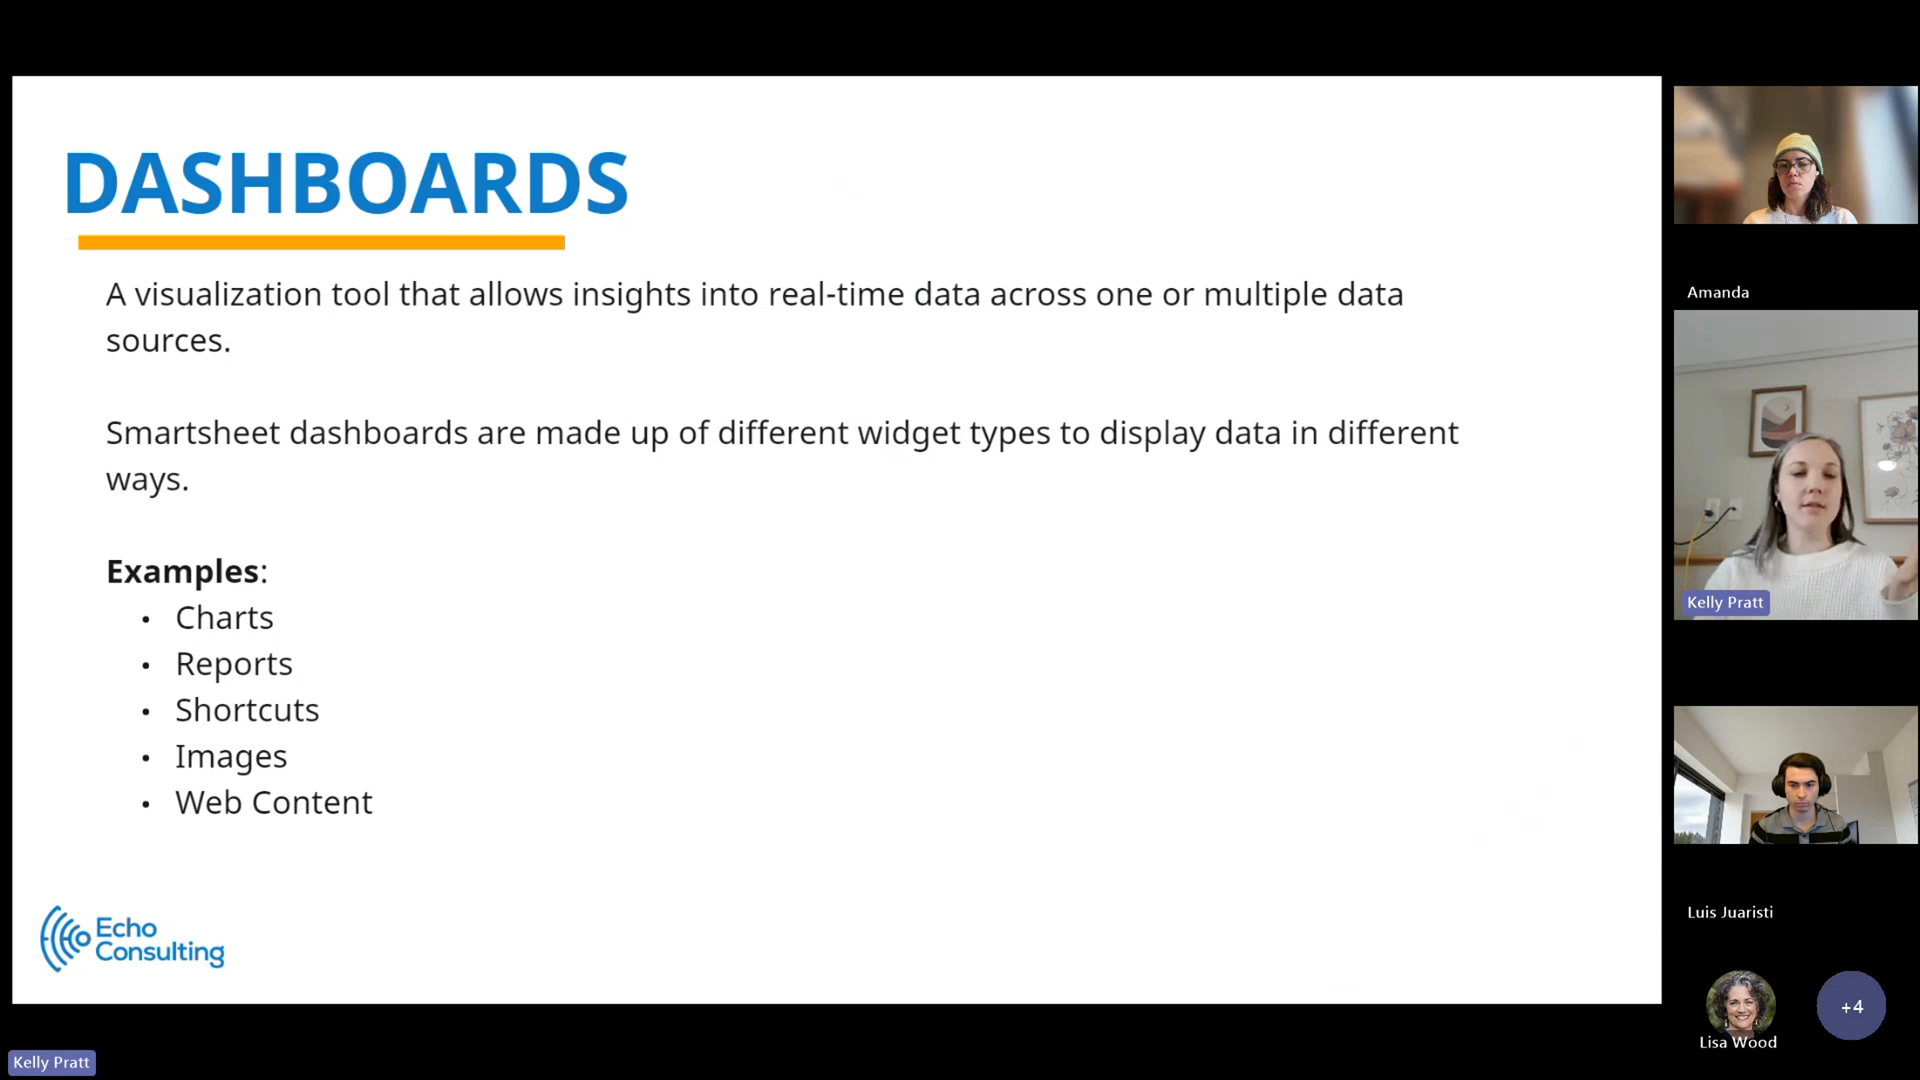 DASHBOARDS
A visualization tool that allows insights into real-time data across one or multiple data
sources.
Smartsheet dashboards are made up of different widget types to display data in different
ways.
Examples:
• Charts
• Reports
• Shortcuts
• Images
• Web Content
Echo
Consulting
Kelly Pratt
Amanda
Kelly Pratt
Luis Juaristi
Lisa Wood
+4